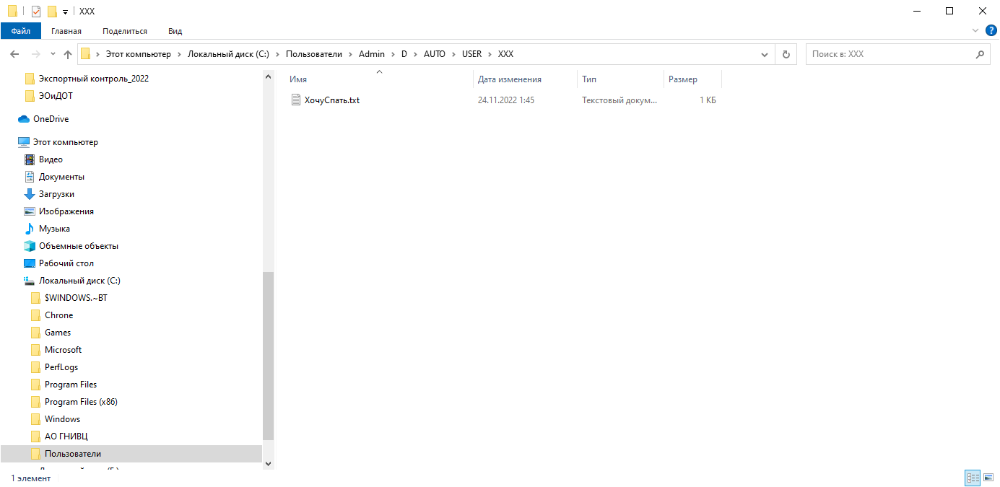 XXX
Файл Главная Поделиться Вид
Этот компьютер Локальный диск (C:) Пользователи Admin D AUTO USER XXX
Поиск в: XXX
Имя Дата изменения Тип Размер
ХочуСпать.txt 24.11.2022 1:45 Текстовый докум... 1 КБ
Экспортный контроль_2022
ЭОиДОТ
OneDrive
Этот компьютер
Видео
Документы
Загрузки
Изображения
Музыка
Объемные объекты
Рабочий стол
Локальный диск (C:)
$WINDOWS.~BT
Chrone
Games
Microsoft
PerfLogs
Program Files
Program Files (x86)
Windows
АО ГНИВЦ
Пользователи
1 элемент